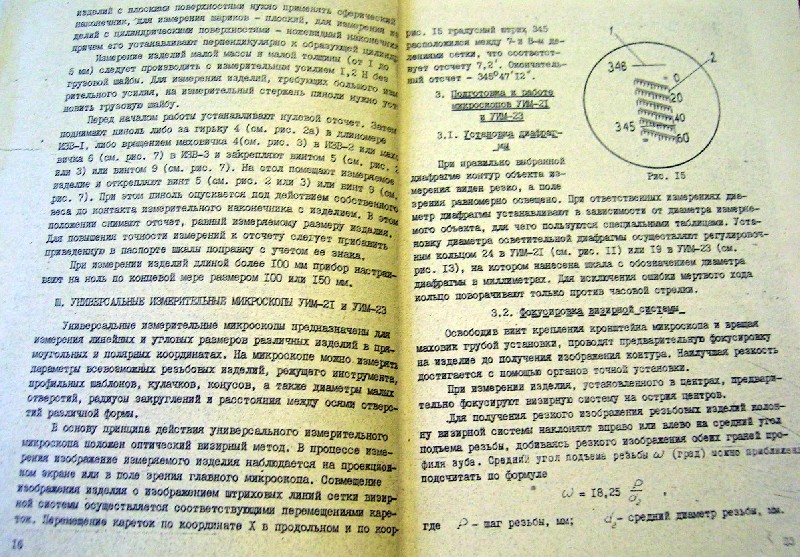 изделий с плоскими поверхностями нужно применять сферический
наконечник, для измерения шариков - плоский, для измерения из-
делий с цилиндрическими поверхностями - ножевидный наконечник,
причем его устанавливают перпендикулярно к образующей цилиндра
Измерение изделий малой массы и малой толщины (от I до
5 мм) следует производить с измерительным усилием I,2 Н без
грузовой шайбы. Для измерения изделий, требующих большого изме
рительного усилия, на измерительный стержень пиноли нужно уста
новить грузовую шайбу.
Перед началом работы устанавливают нулевой отсчет. Затем
поднимают пиноль либо за гирьку 4 (см. рис. 2а) в длиномере
ИЗВ-I, либо вращением маховичка 4(см. рис. 3) в ИЗВ-2 или махо
вичка 6 (см. рис. 7) в ИЗВ-3 и закрепляют винтом 5 (см. рис. 2
или 3) или винтом 9 (см. рис. 7). На стол помещают измеряемое
изделие и открепляют винт 5 (см. рис. 2 или 3) или винт 9 (см.
рис. 7). При этом пиноль опускается под действием собственного
веса до контакта измерительного наконечника с изделием. В этом
положении снимают отсчет, равный измеряемому размеру изделия.
Для повышения точности измерений к отсчету следует прибавить
приведенную в паспорте шкалы поправку с учетом ее знака.
При измерении изделий длиной более 100 мм прибор настраи-
вают на ноль по концевой мере размером 100 или 150 мм.
Ш. УНИВЕРСАЛЬНЫЕ ИЗМЕРИТЕЛЬНЫЕ МИКРОСКОПЫ УИМ-21 и УИМ-23
Универсальные измерительные микроскопы предназначены для
измерения линейных и угловых размеров различных изделий в пря-
моугольных и полярных координатах. На микроскопе можно измерять
параметры всевозможных резьбовых изделий, режущего инструмента,
профильных шаблонов, кулачков, конусов, а также диаметры малых
отверстий, радиусы закруглений и расстояния между осями отверс-
тий различной формы.
В основу принципа действия универсального измерительного
микроскопа положен оптический визирный метод. В процессе изме-
рения изображение измеряемого изделия наблюдается на проекцион-
ном экране или в поле зрения главного микроскопа. Совмещение
изображения изделия с изображением штриховых линий сетки визир-
ной системы осуществляется соответствующими перемещениями каре-
ток. Перемещение кареток по координате X в продольном и по коор-
16
рис. 15 градусный штрих 345
расположился между 7-м 8-м де-
лениями сетки, что соответст-
вует отсчету 7,2'. Окончатель-
ный отсчет - 345°47'12".
3. Подготовка к работе
микроскопов УИМ-21
и УИМ-23
3.1. Установка диафраг-
мы
При правильно выбранной
диафрагме контур объекта из-
мерения виден резко, а поле
зрения равномерно освещено. При ответственных измерениях диа-
метр диафрагмы устанавливают в зависимости от диаметра измеряе-
мого объекта, для чего пользуются специальными таблицами. Уста-
новку диаметра осветительной диафрагмы осуществляют регулировоч-
ным кольцом 24 в УИМ-21 (см. рис. II) или 19 в УИМ-23 (см.
рис. 13), на котором нанесена шкала с обозначением диаметра
диафрагмы в миллиметрах. Для исключения ошибки мертвого хода
кольцо поворачивают только против часовой стрелки.
1
2
348
0
20
40
345
60
Рис. 15
3.2. Фокусировка визирной системы
Освободив винт крепления кронштейна микроскопа и вращая
маховик грубой установки, проводят предварительную фокусировку
на изделие до получения изображения контура. Наилучшая резкость
достигается с помощью органов точной установки.
При измерении изделия, установленного в центрах, предвари-
тельно фокусируют визирную систему на острия центров.
Для получения резкого изображения резьбовых изделий колон-
ку визирной системы наклоняют вправо или влево на средний угол
подъема резьбы, добиваясь резкого изображения обеих граней про-
филя зуба. Средний угол подъема резьбы ω (град) можно приближенн
подсчитать по формуле
ω = 18,25 P/d₂ ,
где P - шаг резьбы, мм; d₂ - средний диаметр резьбы, мм.